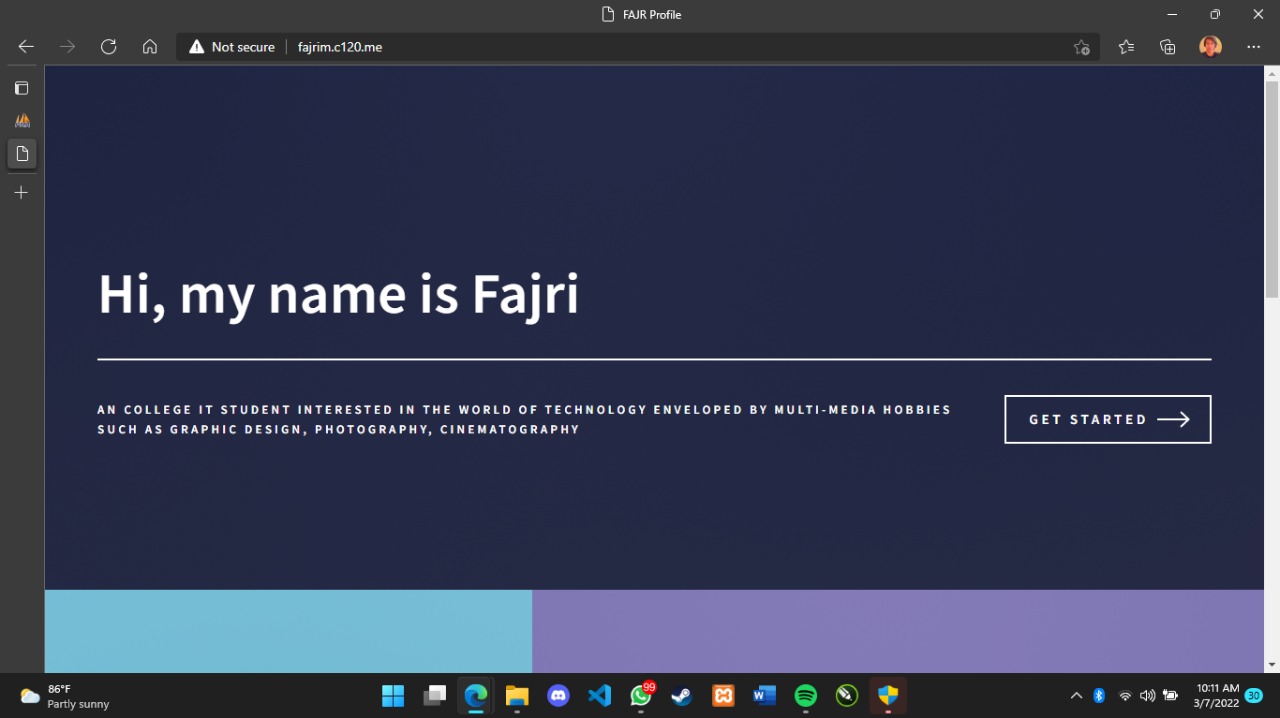 FAJR Profile
Not secure
fajrim.c120.me
Hi, my name is Fajri
AN COLLEGE IT STUDENT INTERESTED IN THE WORLD OF TECHNOLOGY ENVELOPED BY MULTI-MEDIA HOBBIES
SUCH AS GRAPHIC DESIGN, PHOTOGRAPHY, CINEMATOGRAPHY
GET STARTED
86°F
Partly sunny
99
10:11 AM
3/7/2022
30